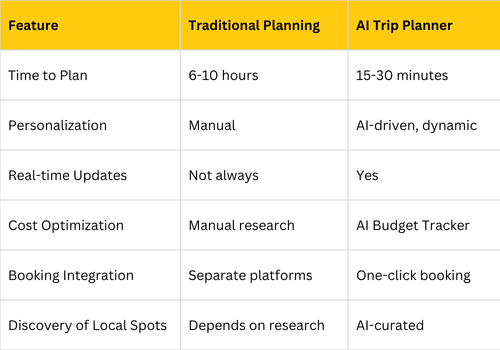 Feature Traditional Planning AI Trip Planner
Time to Plan 6-10 hours 15-30 minutes
Personalization Manual AI-driven, dynamic
Real-time Updates Not always Yes
Cost Optimization Manual research AI Budget Tracker
Booking Integration Separate platforms One-click booking
Discovery of Local Spots Depends on research AI-curated